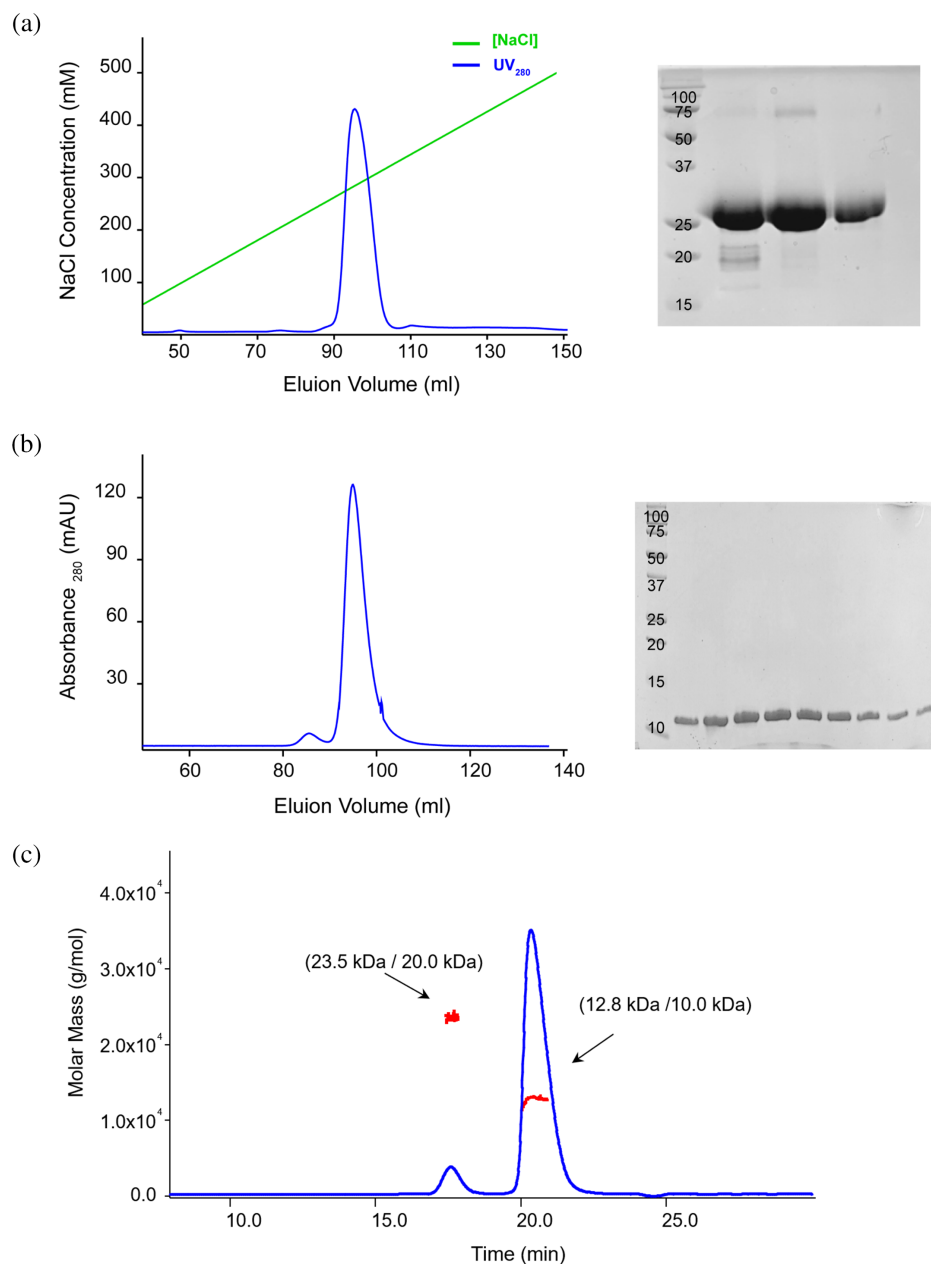 (a)
[NaCl]
UV280
NaCl Concentration (mM)
500
400
300
200
100
50
70
90
110
130
150
Eluion Volume (ml)
100
75
50
37
25
20
15
(b)
Absorbance 280 (mAU)
120
90
60
30
60
80
100
120
140
Eluion Volume (ml)
100
75
50
37
25
20
15
10
(c)
Molar Mass (g/mol)
4.0x10^4
3.0x10^4
2.0x10^4
1.0x10^4
0.0
(23.5 kDa / 20.0 kDa)
(12.8 kDa /10.0 kDa)
10.0
15.0
20.0
25.0
Time (min)